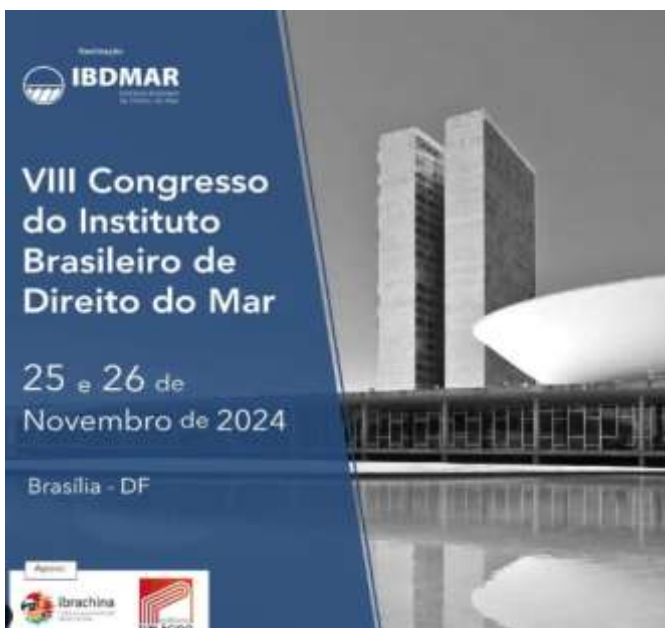 Realização
IBDMAR
VIII Congresso
do Instituto
Brasileiro de
Direito do Mar
25 e 26 de
Novembro de 2024
Brasília - DF
Apoio:
ibrachina